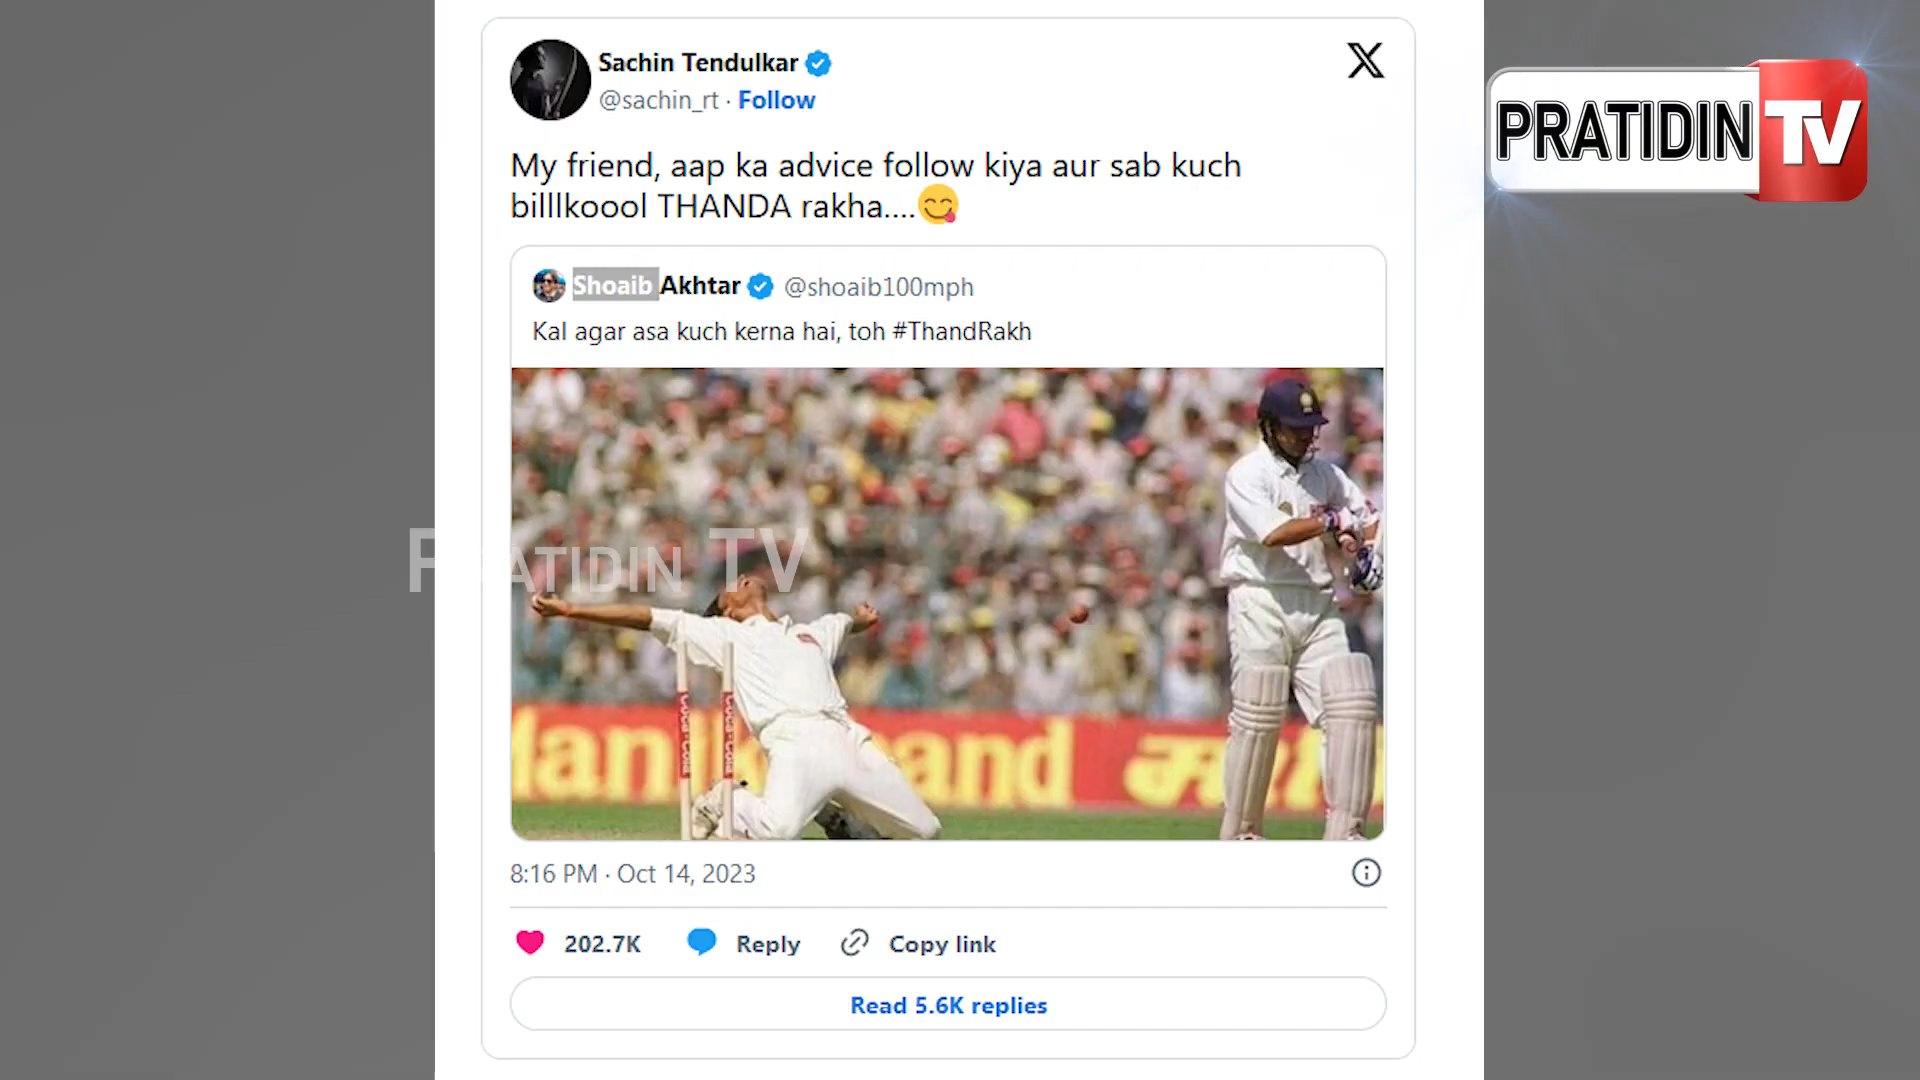 Sachin Tendulkar
@sachin_rt · Follow
PRATIDIN TV
My friend, aap ka advice follow kiya aur sab kuch
billlkoool THANDA rakha....😋
Shoaib Akhtar @shoaib100mph
Kal agar asa kuch kerna hai, toh #ThandRakh
PRATIDIN TV
8:16 PM · Oct 14, 2023
202.7K Reply Copy link
Read 5.6K replies